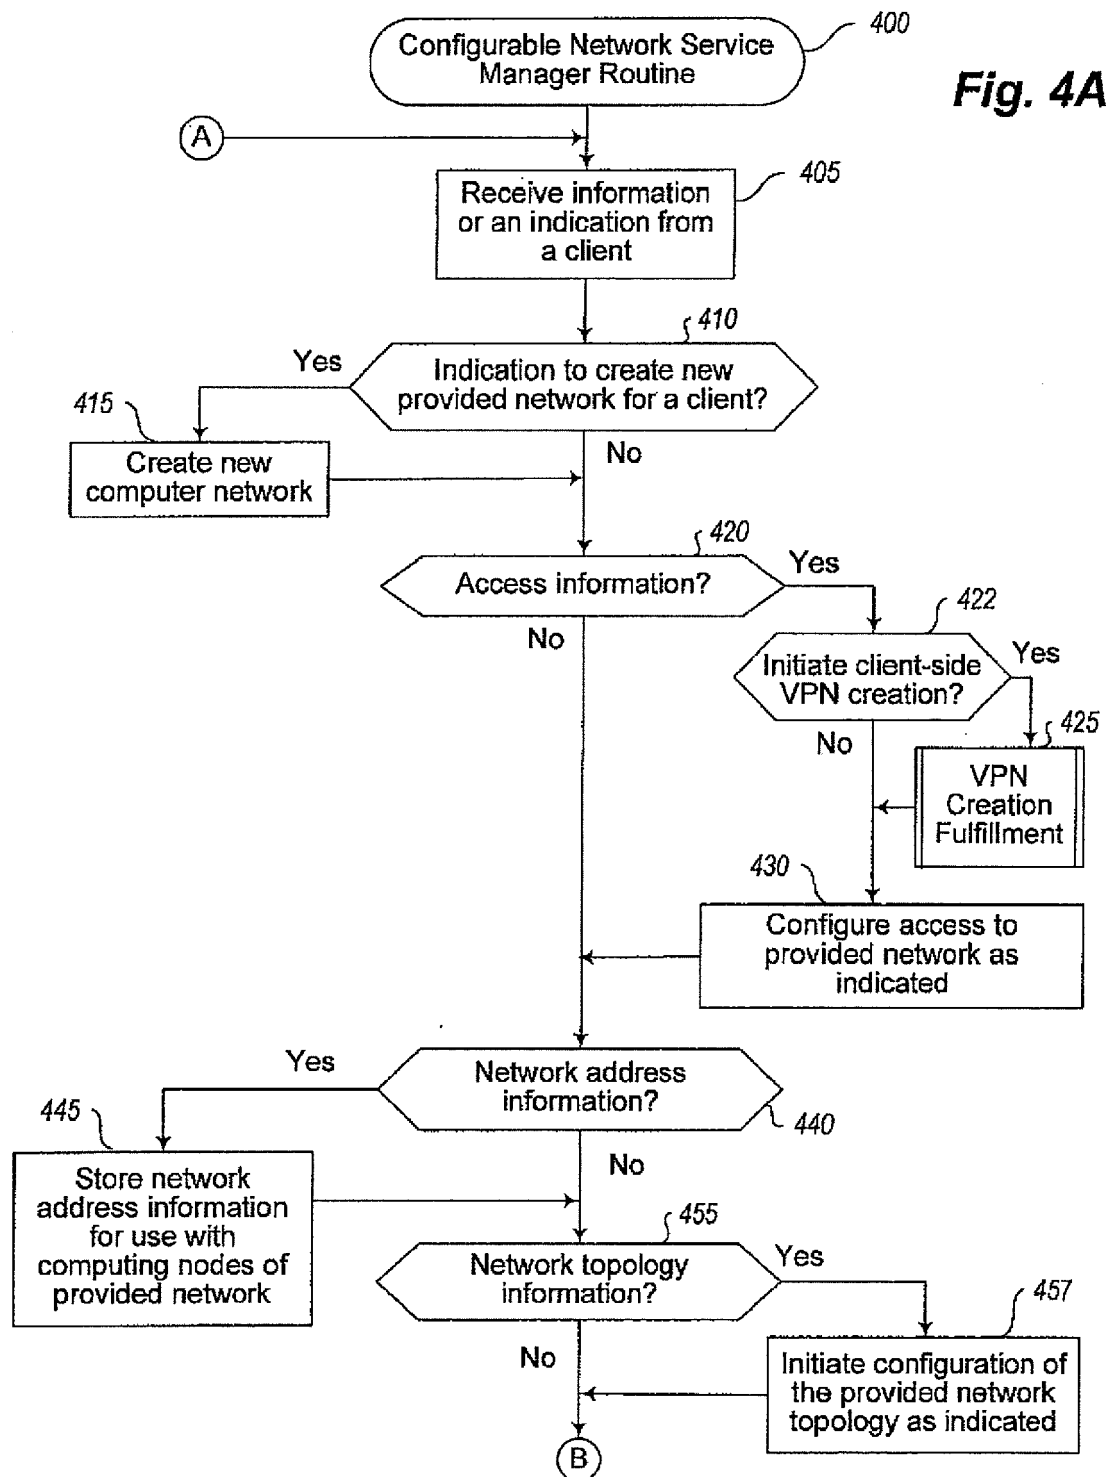 Configurable Network Service
Manager Routine
400
Fig. 4A
A
405
Receive information
or an indication from
a client
410
Yes
Indication to create new
provided network for a client?
415
No
Create new
computer network
420
Yes
Access information?
422
No
Initiate client-side
VPN creation?
Yes
425
No
VPN
Creation
Fulfillment
430
Configure access to
provided network as
indicated
Yes
Network address
information?
445
440
No
Store network
address information
for use with
computing nodes of
provided network
455
Yes
Network topology
information?
457
No
Initiate configuration of
the provided network
topology as indicated
B